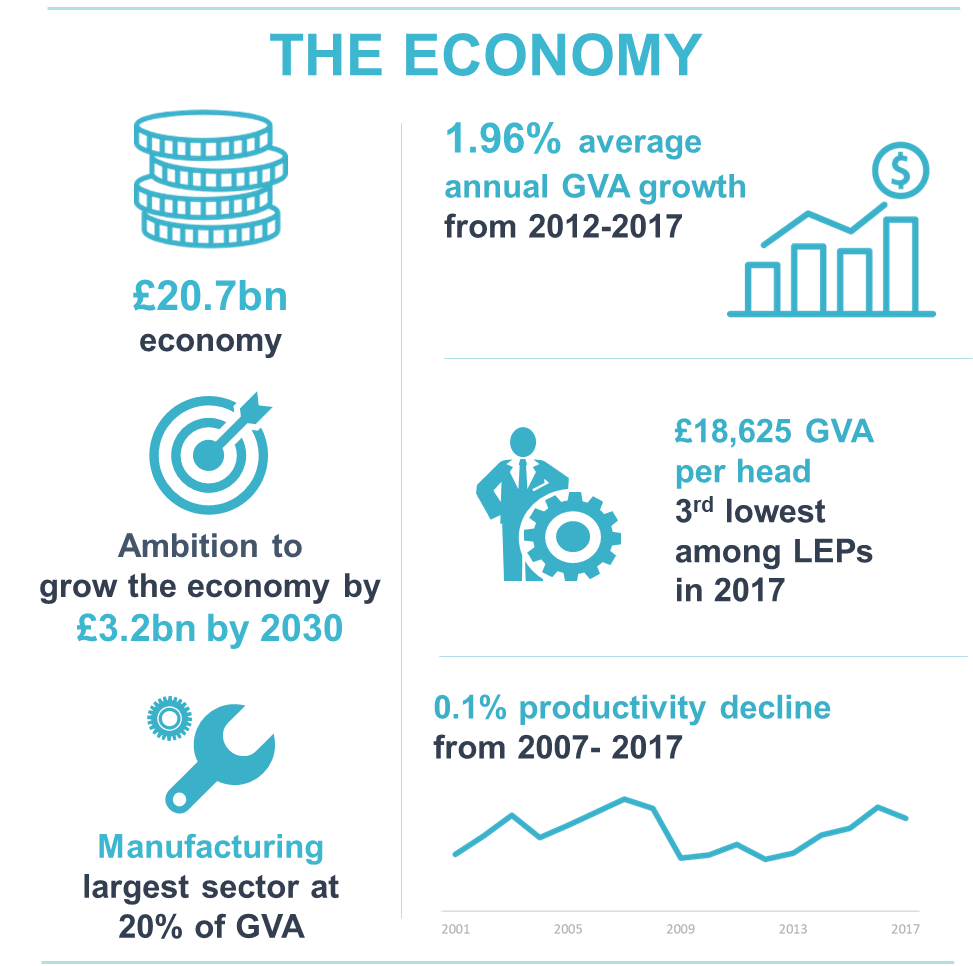 THE ECONOMY
£20.7bn
economy
Ambition to
grow the economy by
£3.2bn by 2030
Manufacturing
largest sector at
20% of GVA
1.96% average
annual GVA growth
from 2012-2017
$
£18,625 GVA
per head
3rd lowest
among LEPs
in 2017
0.1% productivity decline
from 2007- 2017
2001 2005 2009 2013 2017